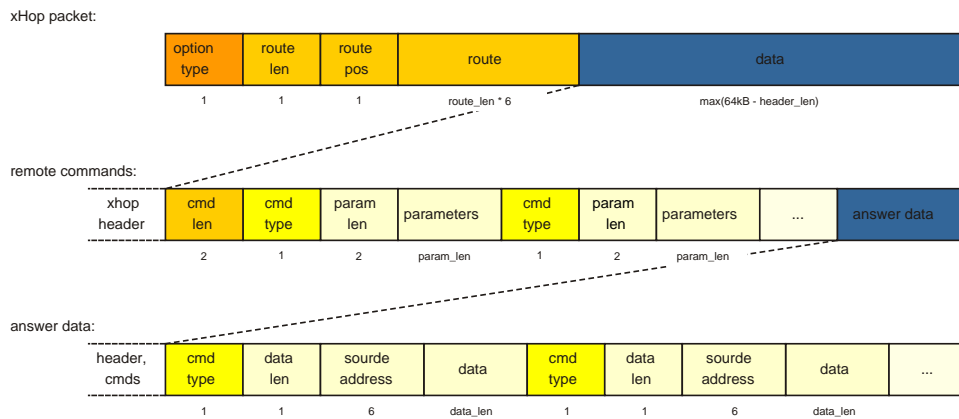 xHop packet:
option type
route len
route pos
route
data
1
1
1
route_len * 6
max(64kB - header_len)
remote commands:
xhop header
cmd len
cmd type
param len
parameters
cmd type
param len
parameters
...
answer data
2
1
2
param_len
1
2
param_len
answer data:
header, cmds
cmd type
data len
sourde address
data
cmd type
data len
sourde address
data
...
1
1
6
data_len
1
1
6
data_len